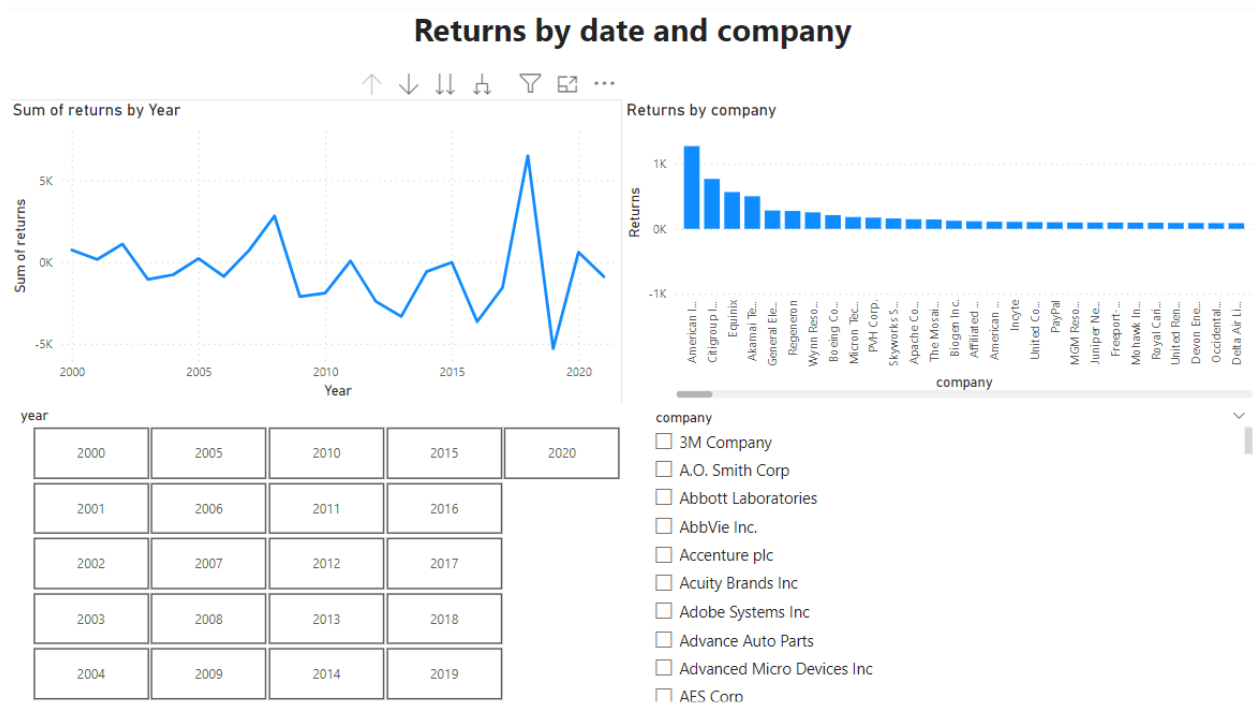 Returns by date and company
Sum of returns by Year
Sum of returns
5K
0K
-5K
2000
2005
2010
2015
2020
Year
Returns by company
Returns
1K
0K
-1K
American I...
Citigroup I...
Equinix
Akamai Te...
General Ele...
Regeneron
Wynn Reso...
Boeing Co...
Micron Tec...
PVH Corp.
Skyworks S...
Apache Co...
The Mosai...
Biogen Inc.
Affiliated ...
American ...
Incyte
United Co...
PayPal
MGM Reso...
Juniper Ne...
Freeport-...
Mohawk In...
Royal Cari...
United Ren...
Devon Ene...
Occidental...
Delta Air Li...
company
year
2000 2005 2010 2015 2020
2001 2006 2011 2016
2002 2007 2012 2017
2003 2008 2013 2018
2004 2009 2014 2019
company
3M Company
A.O. Smith Corp
Abbott Laboratories
AbbVie Inc.
Accenture plc
Acuity Brands Inc
Adobe Systems Inc
Advance Auto Parts
Advanced Micro Devices Inc
AES Corp